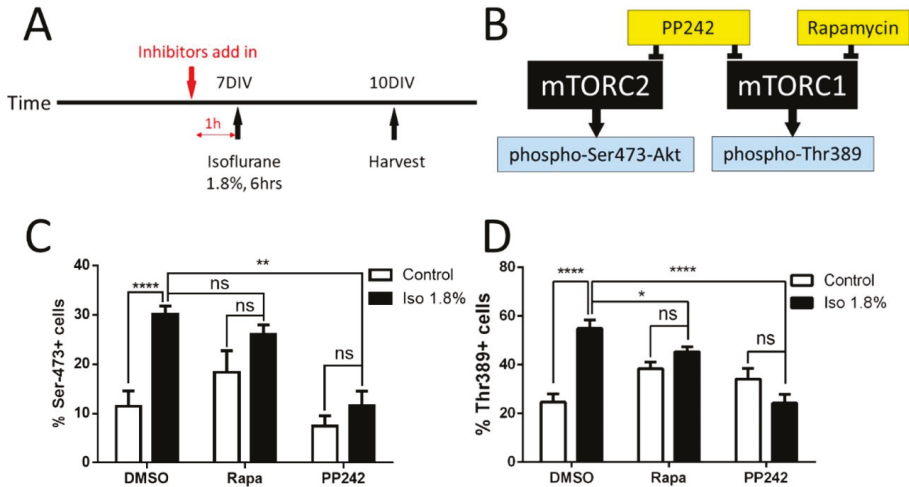 A
Inhibitors add in
7DIV
10DIV
Time
1h
Isoflurane
1.8%, 6hrs
Harvest
B
PP242
Rapamycin
mTORC2
mTORC1
phospho-Ser473-Akt
phospho-Thr389
C
% Ser-473+ cells
40
30
20
10
0
****
ns
ns
**
ns
Control
Iso 1.8%
DMSO
Rapa
PP242
D
% Thr389+ cells
80
60
40
20
0
****
*
ns
****
ns
Control
Iso 1.8%
DMSO
Rapa
PP242